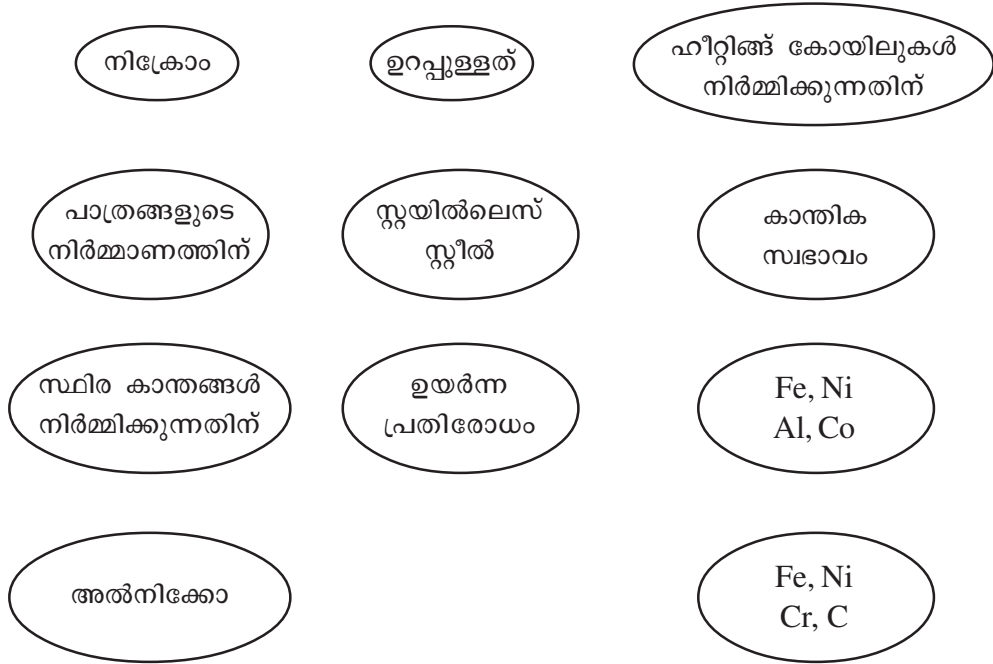 നിക്രോം
ഉറപ്പുള്ളത്
ഹീറ്റിങ്ങ് കോയിലുകൾ
നിർമ്മിക്കുന്നതിന്
പാത്രങ്ങളുടെ
നിർമ്മാണത്തിന്
സ്റ്റയിൽലെസ്
സ്റ്റീൽ
കാന്തിക
സ്വഭാവം
സ്ഥിര കാന്തങ്ങൾ
നിർമ്മിക്കുന്നതിന്
ഉയർന്ന
പ്രതിരോധം
Fe, Ni
Al, Co
അൽനിക്കോ
Fe, Ni
Cr, C